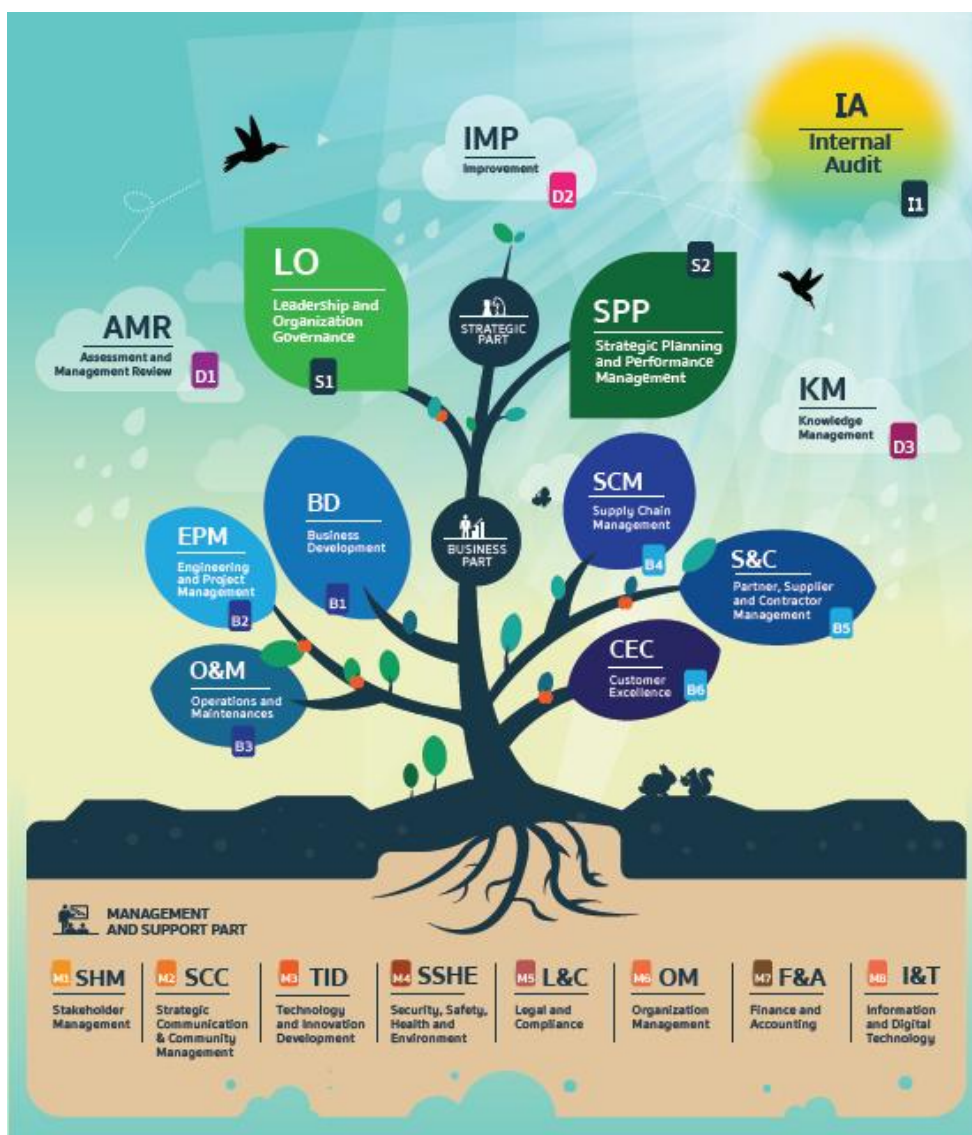 IA
Internal
Audit
I1
IMP
Improvement
D2
LO
Leadership and
Organization
Governance
S1
STRATEGIC
PART
S2
SPP
Strategic Planning
and Performance
Management
AMR
Assessment and
Management Review
D1
KM
Knowledge
Management
D3
BD
Business
Development
B1
BUSINESS
PART
SCM
Supply Chain
Management
B4
EPM
Engineering
and Project
Management
B2
S&C
Partner, Supplier
and Contractor
Management
B5
O&M
Operations and
Maintenances
B3
CEC
Customer
Excellence
B6
MANAGEMENT
AND SUPPORT PART
M1 SHM
Stakeholder
Management
M2 SCC
Strategic
Communication
& Community
Management
M3 TID
Technology
and Innovation
Development
M4 SSHE
Security, Safety,
Health and
Environment
M5 L&C
Legal and
Compliance
M6 OM
Organization
Management
M7 F&A
Finance and
Accounting
M8 I&T
Information
and Digital
Technology